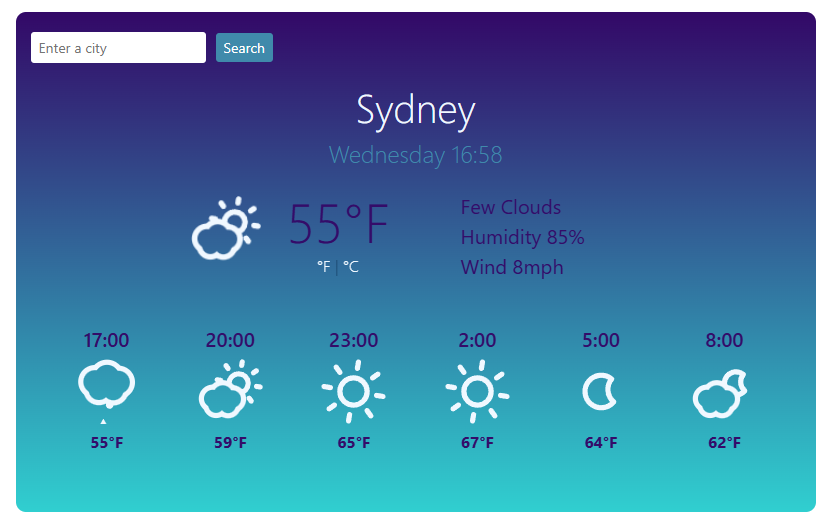 Enter a city Search
Sydney
Wednesday 16:58
55°F
°F | °C
Few Clouds
Humidity 85%
Wind 8mph
17:00 20:00 23:00 2:00 5:00 8:00
55°F 59°F 65°F 67°F 64°F 62°F